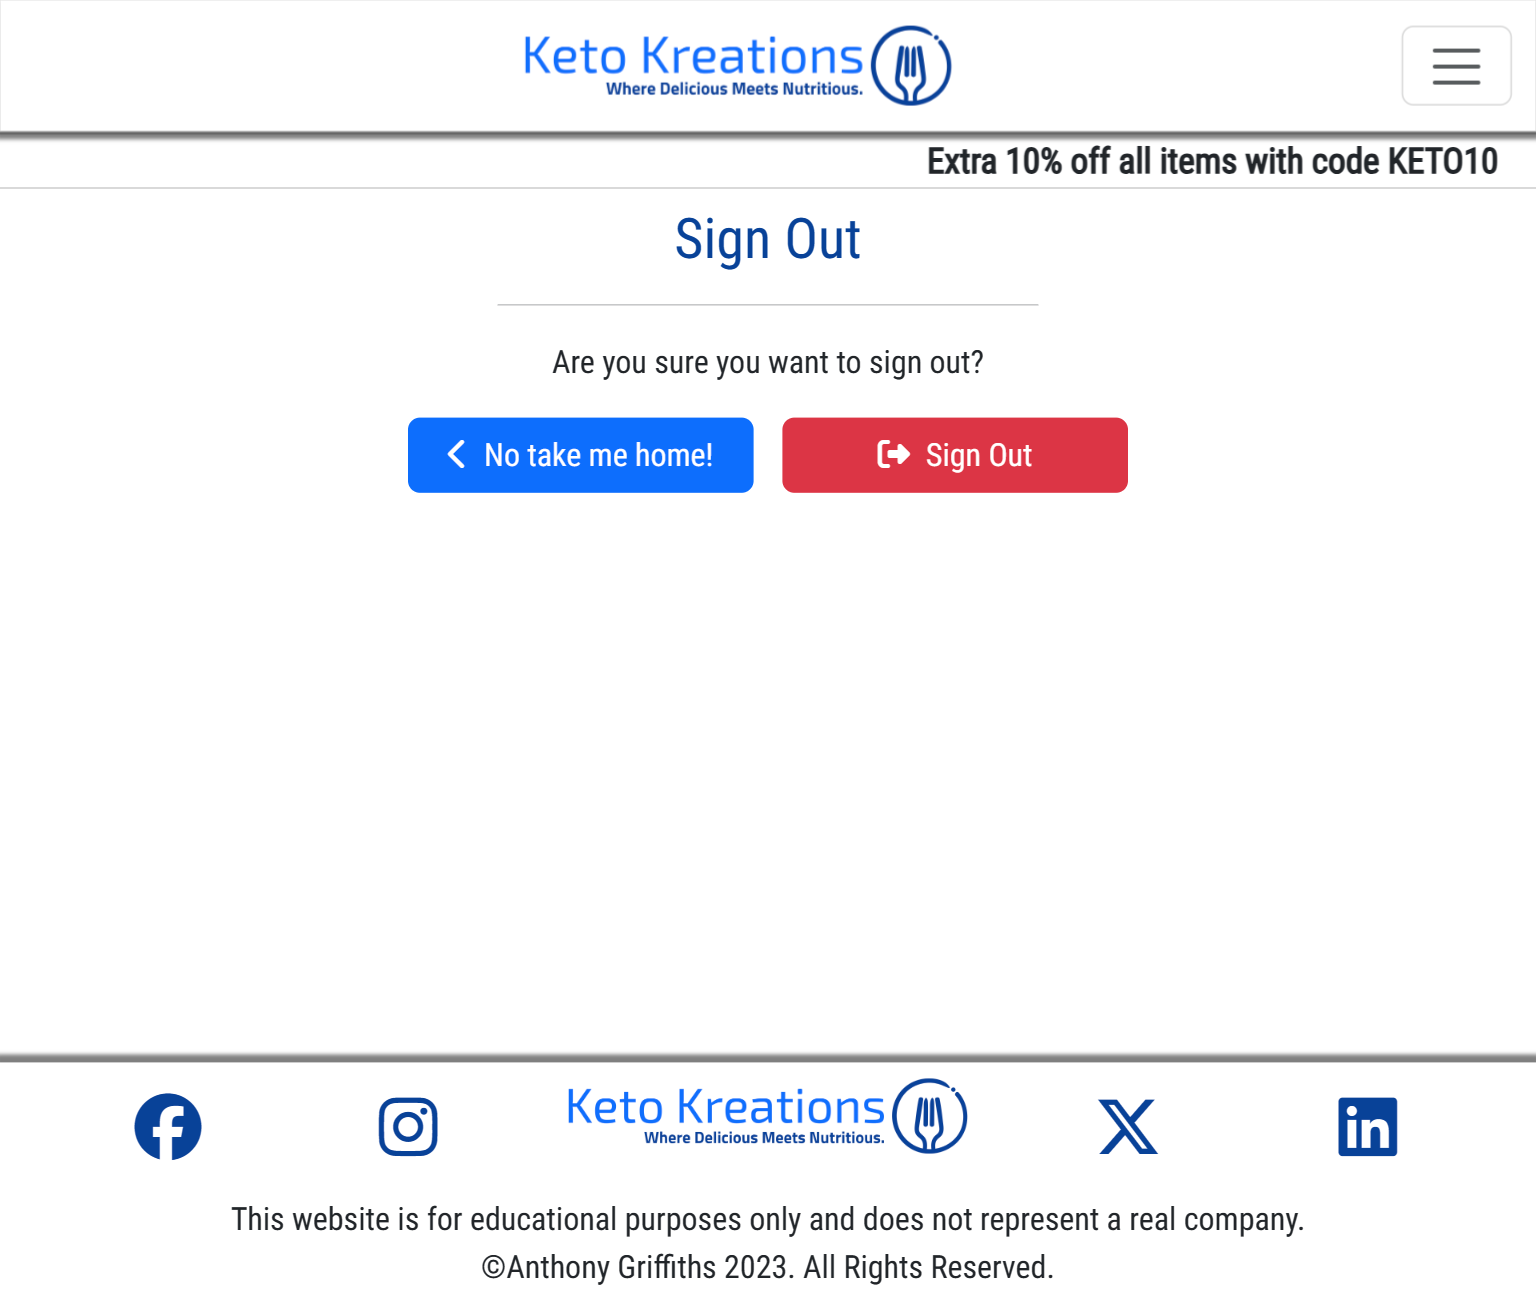 Keto Kreations
Where Delicious Meets Nutritious.
Extra 10% off all items with code KETO10
Sign Out
Are you sure you want to sign out?
No take me home!
Sign Out
Keto Kreations
Where Delicious Meets Nutritious.
This website is for educational purposes only and does not represent a real company.
©Anthony Griffiths 2023. All Rights Reserved.